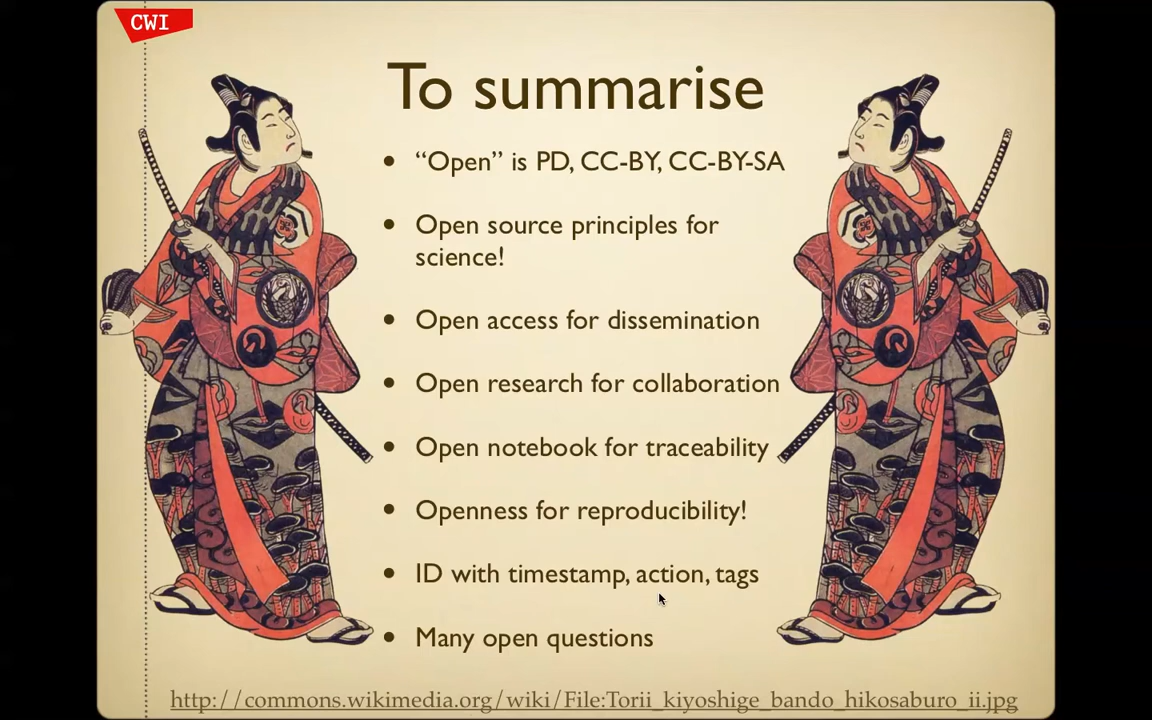 CWI
To summarise
• “Open” is PD, CC-BY, CC-BY-SA
• Open source principles for
science!
• Open access for dissemination
• Open research for collaboration
• Open notebook for traceability
• Openness for reproducibility!
• ID with timestamp, action, tags
• Many open questions
http://commons.wikimedia.org/wiki/File:Torii_kiyoshige_bando_hikosaburo_ii.jpg